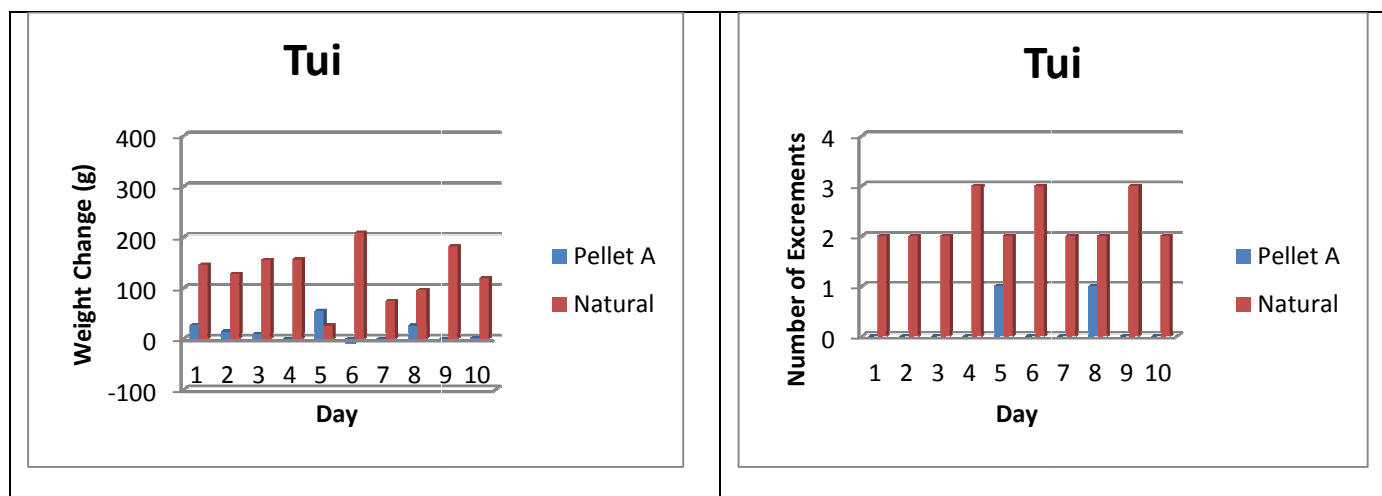 Tui
400
300
200
100
0
-100
Weight Change (g)
1 2 3 4 5 6 7 8 9 10
Day
Pellet A
Natural
Tui
4
3
2
1
0
Number of Excrements
1 2 3 4 5 6 7 8 9 10
Day
Pellet A
Natural